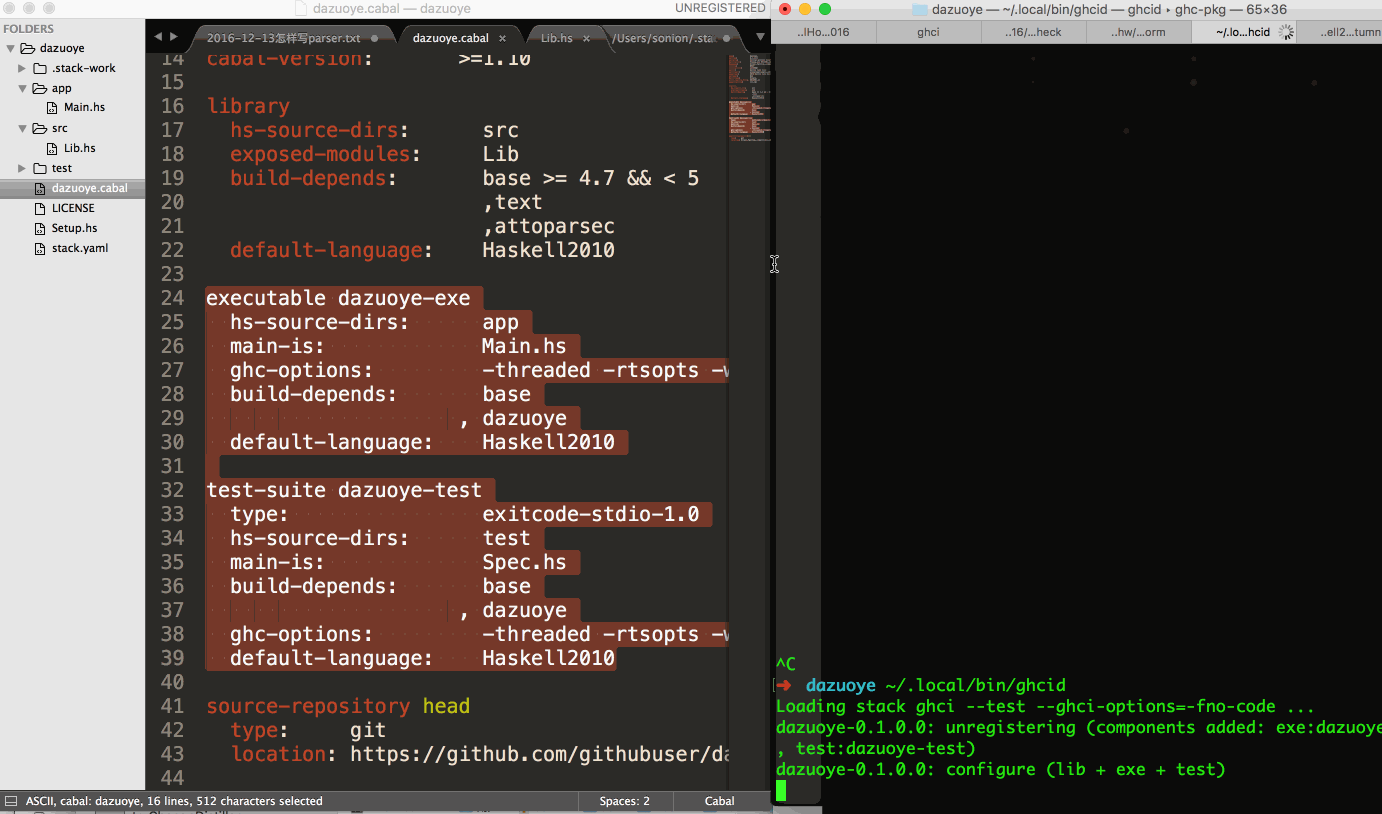 dazuoye.cabal — dazuoye
UNREGISTERED
FOLDERS
dazuoye
.stack-work
app
Main.hs
src
Lib.hs
test
dazuoye.cabal
LICENSE
Setup.hs
stack.yaml
2016-12-13怎样写parser.txt
dazuoye.cabal ×
Lib.hs ×
/Users/sonion/.sta
14 cabal-version: >=1.10
15
16 library
17 hs-source-dirs: src
18 exposed-modules: Lib
19 build-depends: base >= 4.7 && < 5
20 ,text
21 ,attoparsec
22 default-language: Haskell2010
23
24 executable dazuoye-exe
25 hs-source-dirs: app
26 main-is: Main.hs
27 ghc-options: -threaded -rtsopts -w
28 build-depends: base
29 , dazuoye
30 default-language: Haskell2010
31
32 test-suite dazuoye-test
33 type: exitcode-stdio-1.0
34 hs-source-dirs: test
35 main-is: Spec.hs
36 build-depends: base
37 , dazuoye
38 ghc-options: -threaded -rtsopts -w
39 default-language: Haskell2010
40
41 source-repository head
42 type: git
43 location: https://github.com/githubuser/da
44
ASCII, cabal: dazuoye, 16 lines, 512 characters selected
Spaces: 2
Cabal
dazuoye — ~/.local/bin/ghcid — ghcid ▸ ghc-pkg — 65×36
..lHo...016
ghci
..16/...heck
..hw/...orm
~/.lo...hcid
..ell2...tumn
^C
➜ dazuoye ~/.local/bin/ghcid
Loading stack ghci --test --ghci-options=-fno-code ...
dazuoye-0.1.0.0: unregistering (components added: exe:dazuoye
, test:dazuoye-test)
dazuoye-0.1.0.0: configure (lib + exe + test)